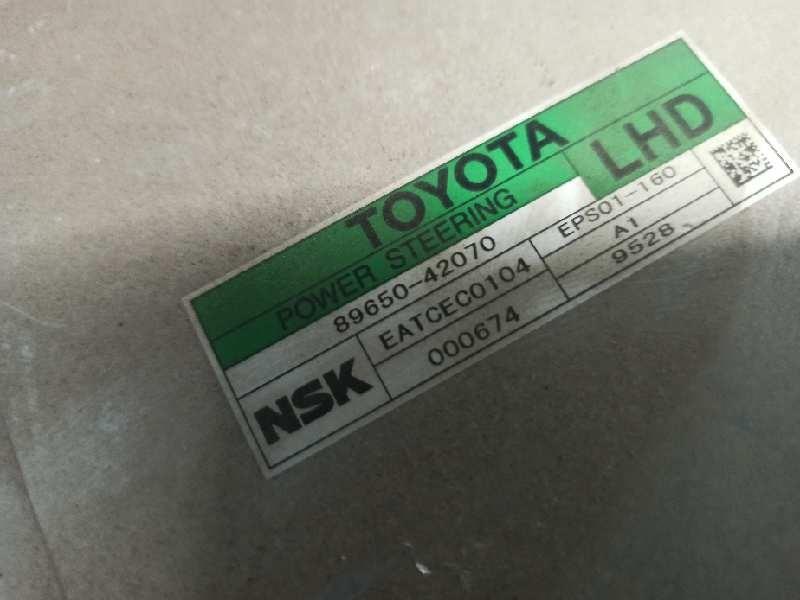 TOYOTA LHD
POWER STEERING
89650-42070 EPS01-160
EATCEC0104 A1
NSK 000674 9528